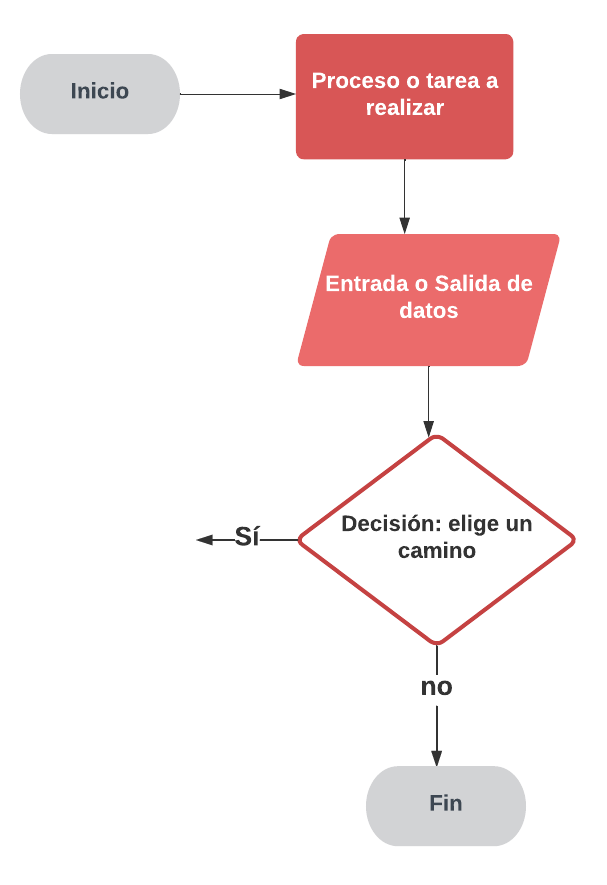 Inicio
Proceso o tarea a
realizar
Entrada o Salida de
datos
Decisión: elige un
camino
Sí
no
Fin